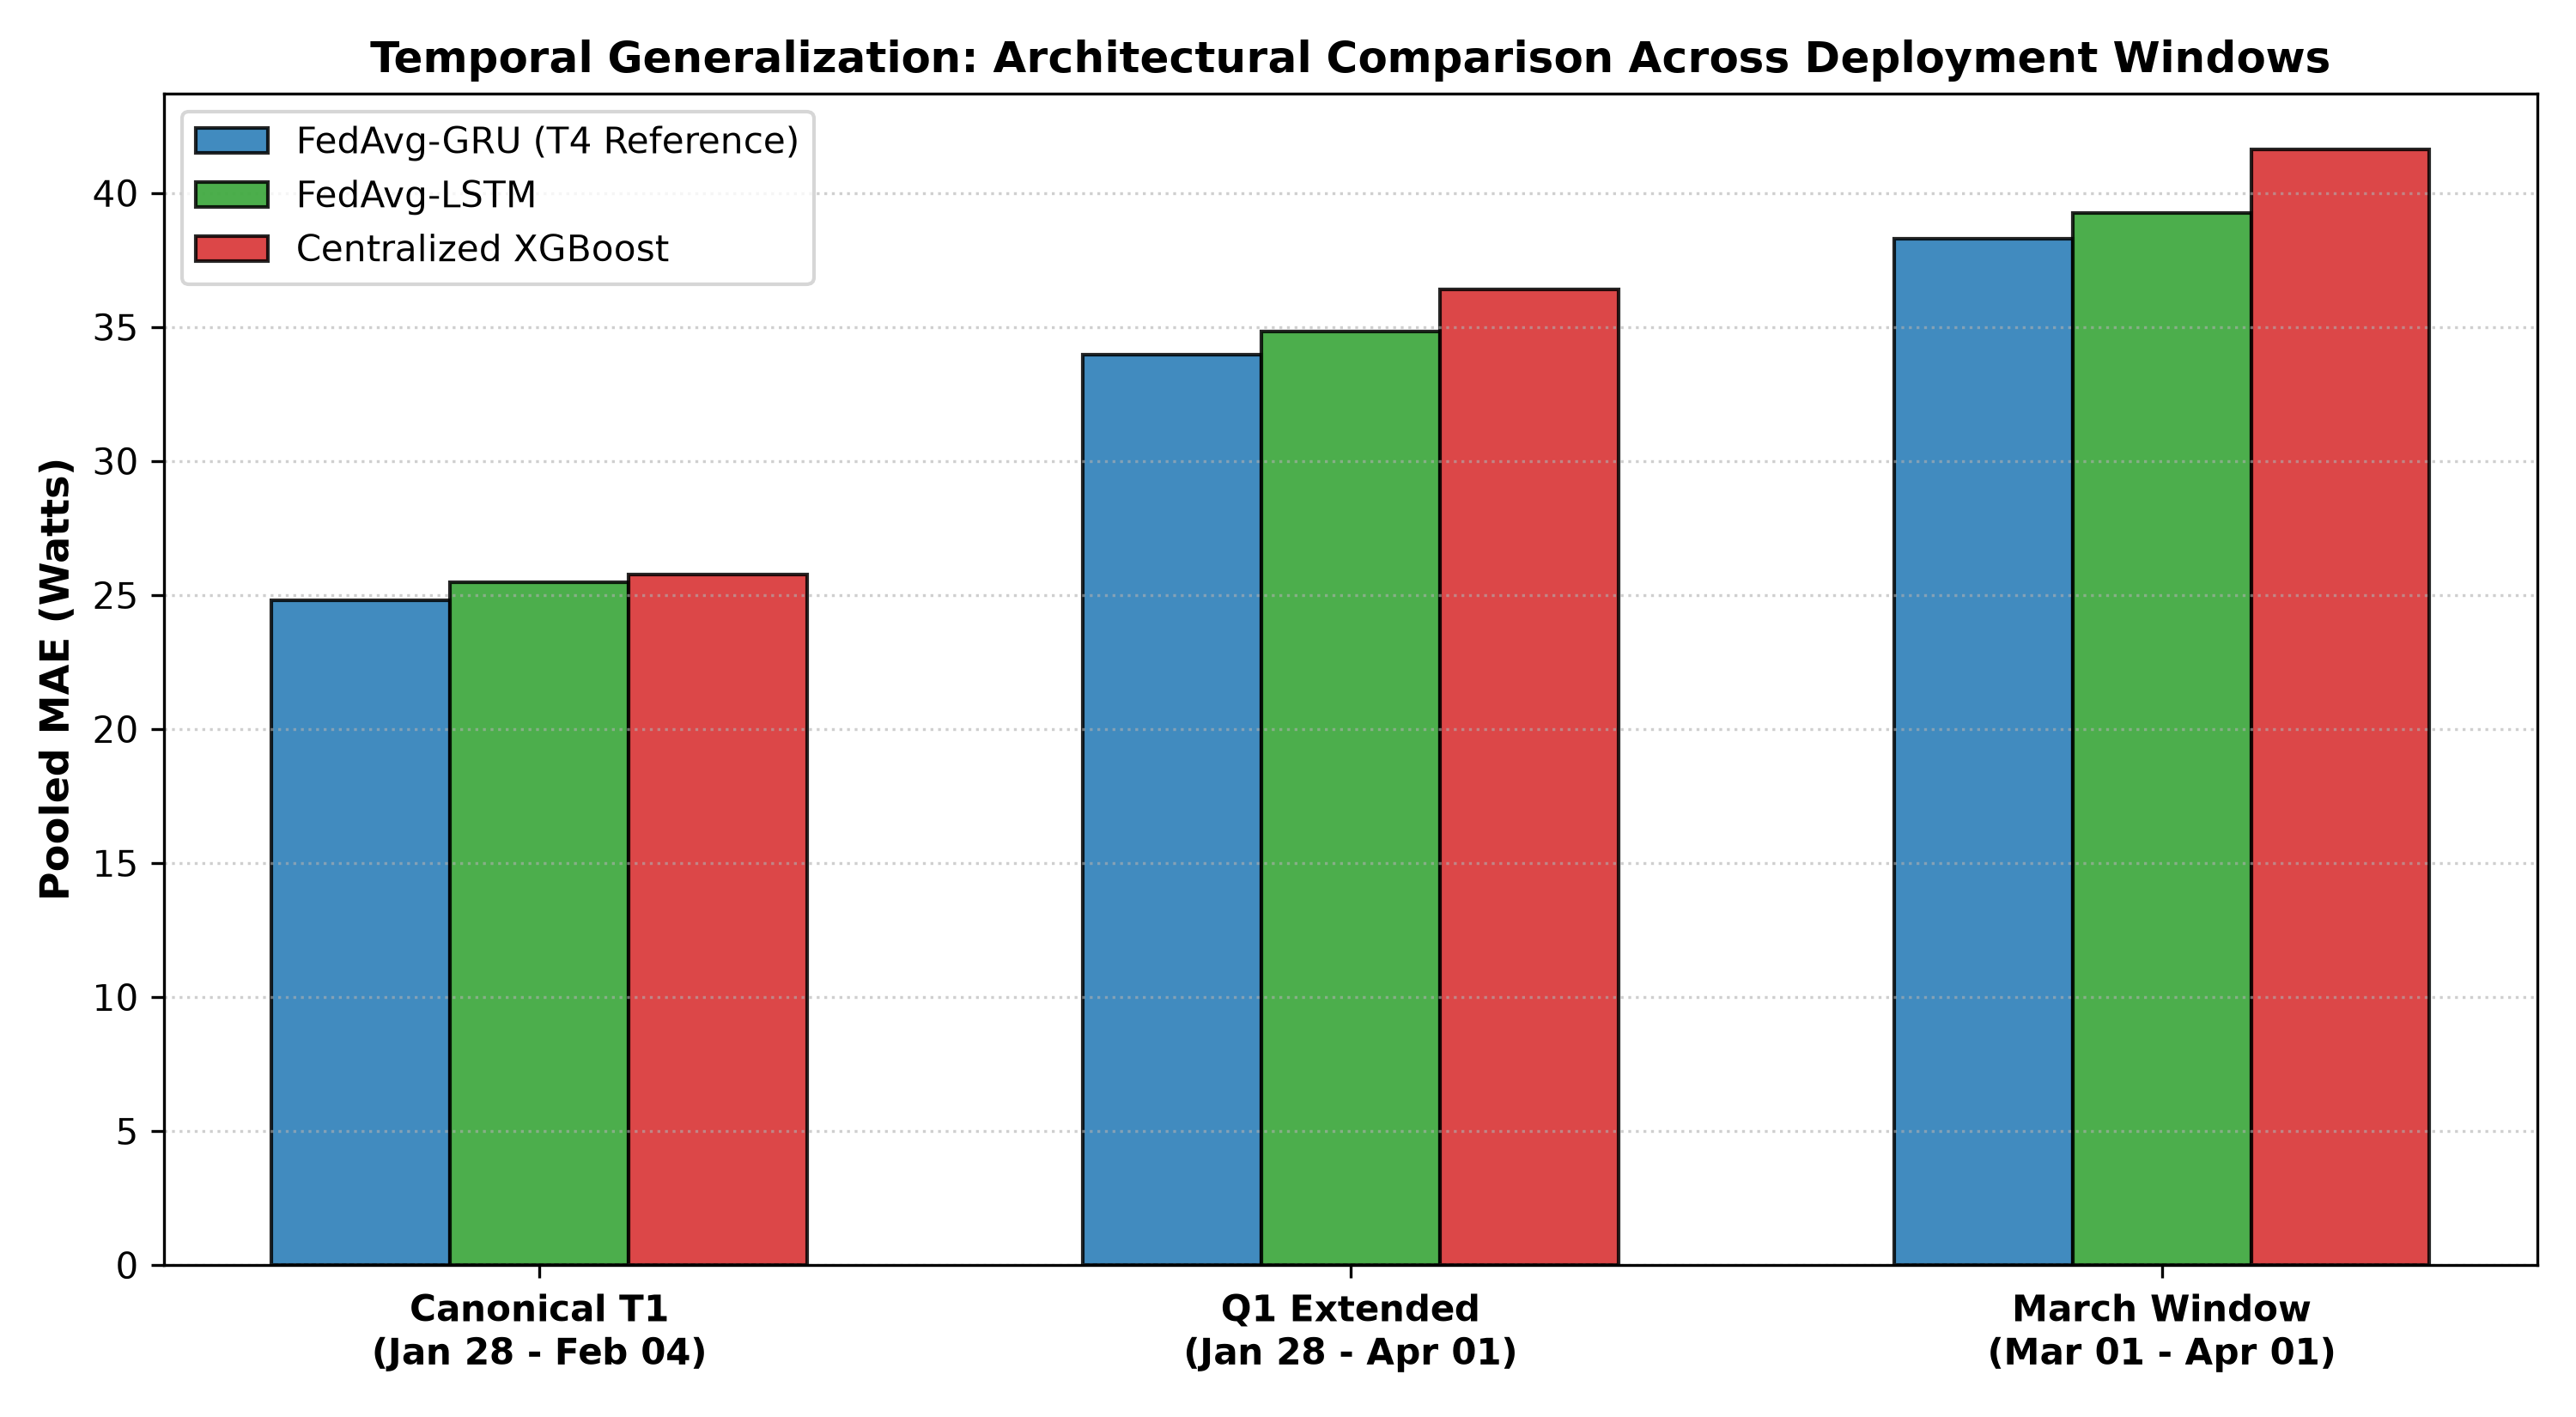 Temporal Generalization: Architectural Comparison Across Deployment Windows
FedAvg-GRU (T4 Reference)
FedAvg-LSTM
Centralized XGBoost
Pooled MAE (Watts)
40
35
30
25
20
15
10
5
0
Canonical T1
(Jan 28 - Feb 04)
Q1 Extended
(Jan 28 - Apr 01)
March Window
(Mar 01 - Apr 01)